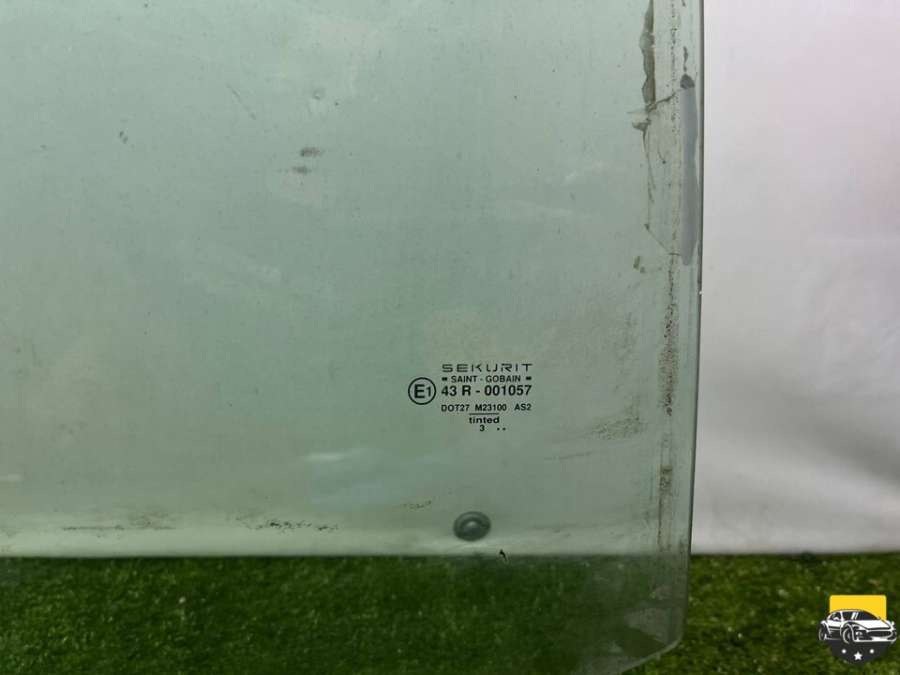 SEKURIT
SAINT - GOBAIN
E1 43 R - 001057
DOT27 M23100 AS2
tinted
3 ..